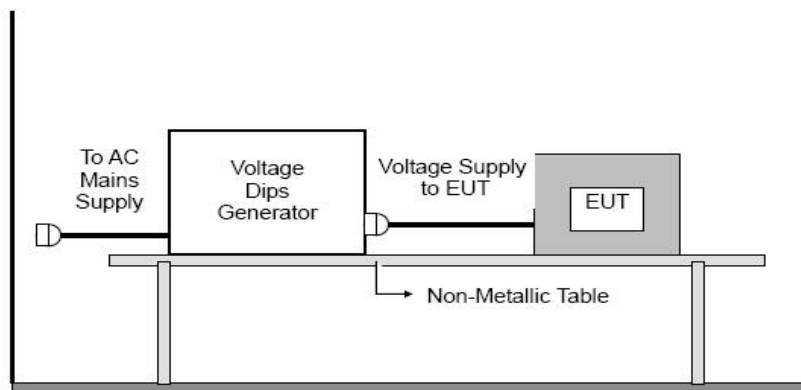 To AC
Mains
Supply
Voltage
Dips
Generator
Voltage Supply
to EUT
EUT
Non-Metallic Table